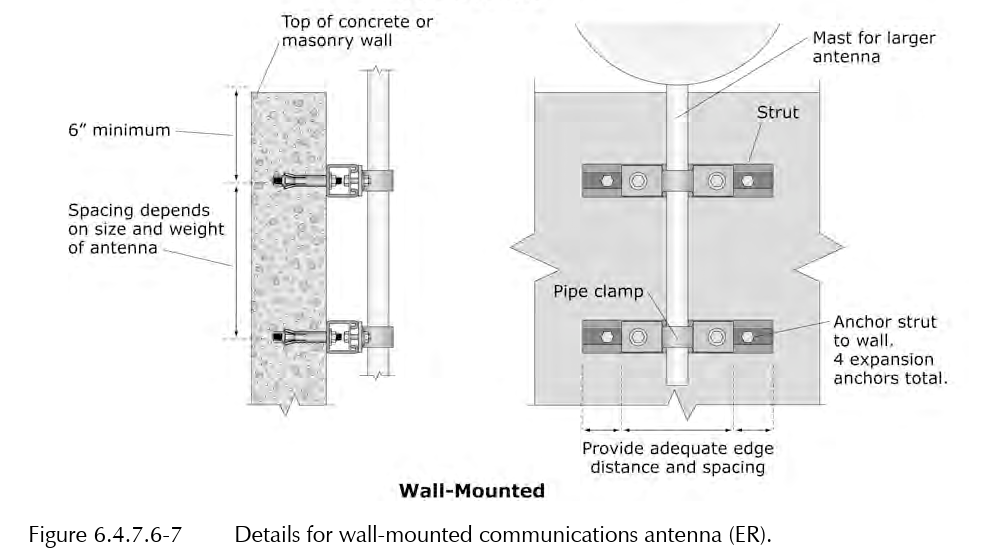 Top of concrete or
masonry wall
6” minimum
Spacing depends
on size and weight
of antenna
Mast for larger
antenna
Strut
Pipe clamp
Anchor strut
to wall.
4 expansion
anchors total.
Provide adequate edge
distance and spacing
Wall-Mounted
Figure 6.4.7.6-7 Details for wall-mounted communications antenna (ER).